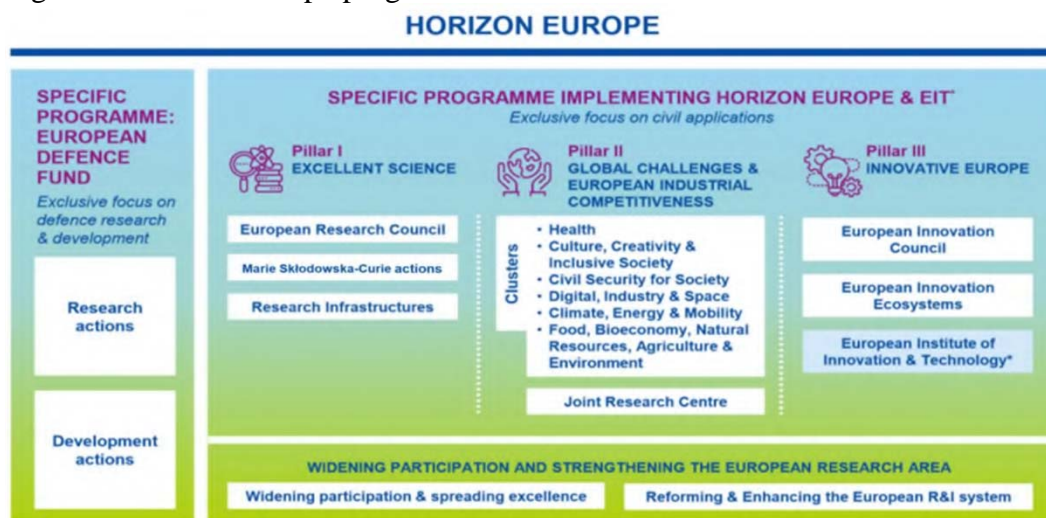 HORIZON EUROPE
SPECIFIC
PROGRAMME:
EUROPEAN
DEFENCE
FUND
Exclusive focus on
defence research
& development
Research
actions
Development
actions
SPECIFIC PROGRAMME IMPLEMENTING HORIZON EUROPE & EIT*
Exclusive focus on civil applications
Pillar I
EXCELLENT SCIENCE
European Research Council
Marie Skłodowska-Curie actions
Research Infrastructures
Pillar II
GLOBAL CHALLENGES &
EUROPEAN INDUSTRIAL
COMPETITIVENESS
Clusters
• Health
• Culture, Creativity &
Inclusive Society
• Civil Security for Society
• Digital, Industry & Space
• Climate, Energy & Mobility
• Food, Bioeconomy, Natural
Resources, Agriculture &
Environment
Joint Research Centre
Pillar III
INNOVATIVE EUROPE
European Innovation
Council
European Innovation
Ecosystems
European Institute of
Innovation & Technology*
WIDENING PARTICIPATION AND STRENGTHENING THE EUROPEAN RESEARCH AREA
Widening participation & spreading excellence
Reforming & Enhancing the European R&I system